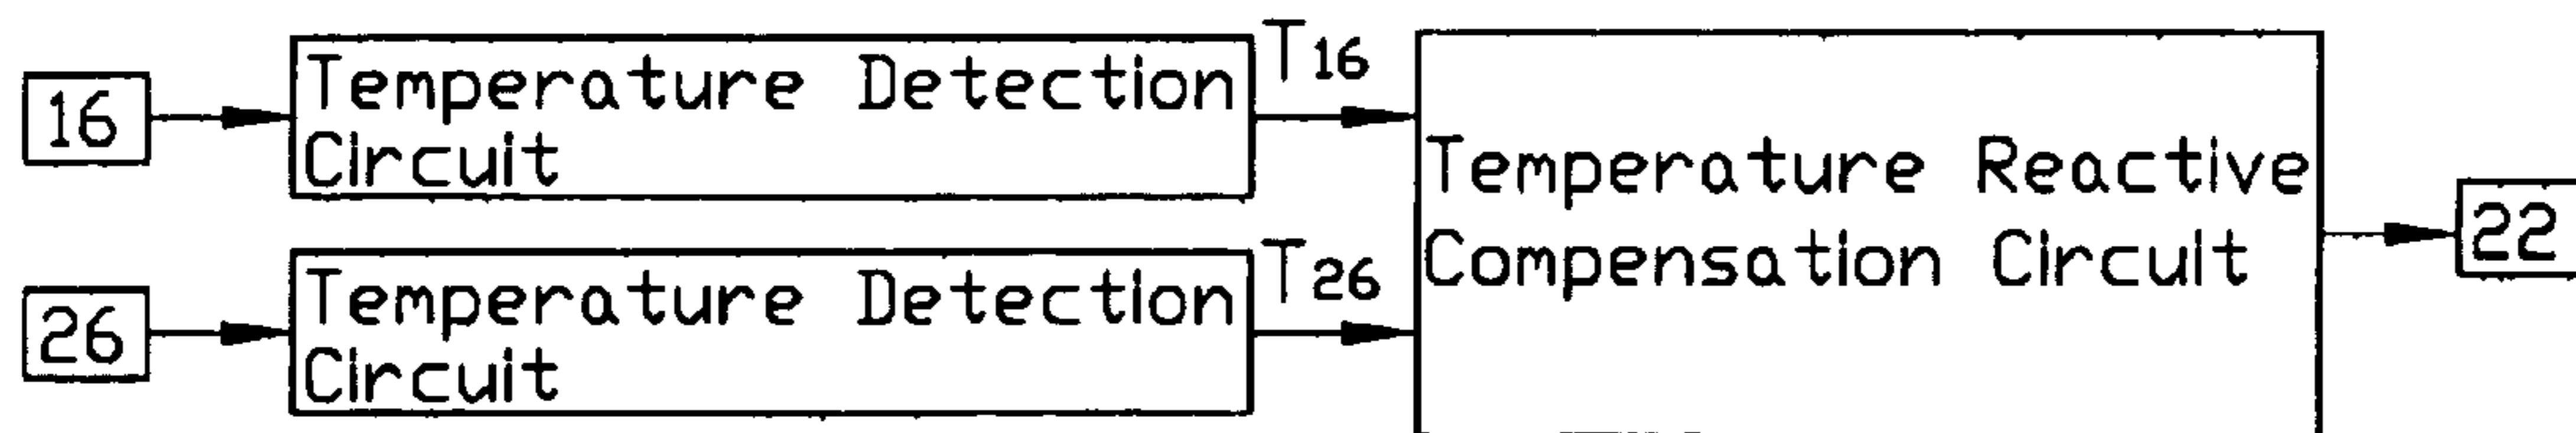 16
Temperature Detection
Circuit
T16
26
Temperature Detection
Circuit
T26
Temperature Reactive
Compensation Circuit
22